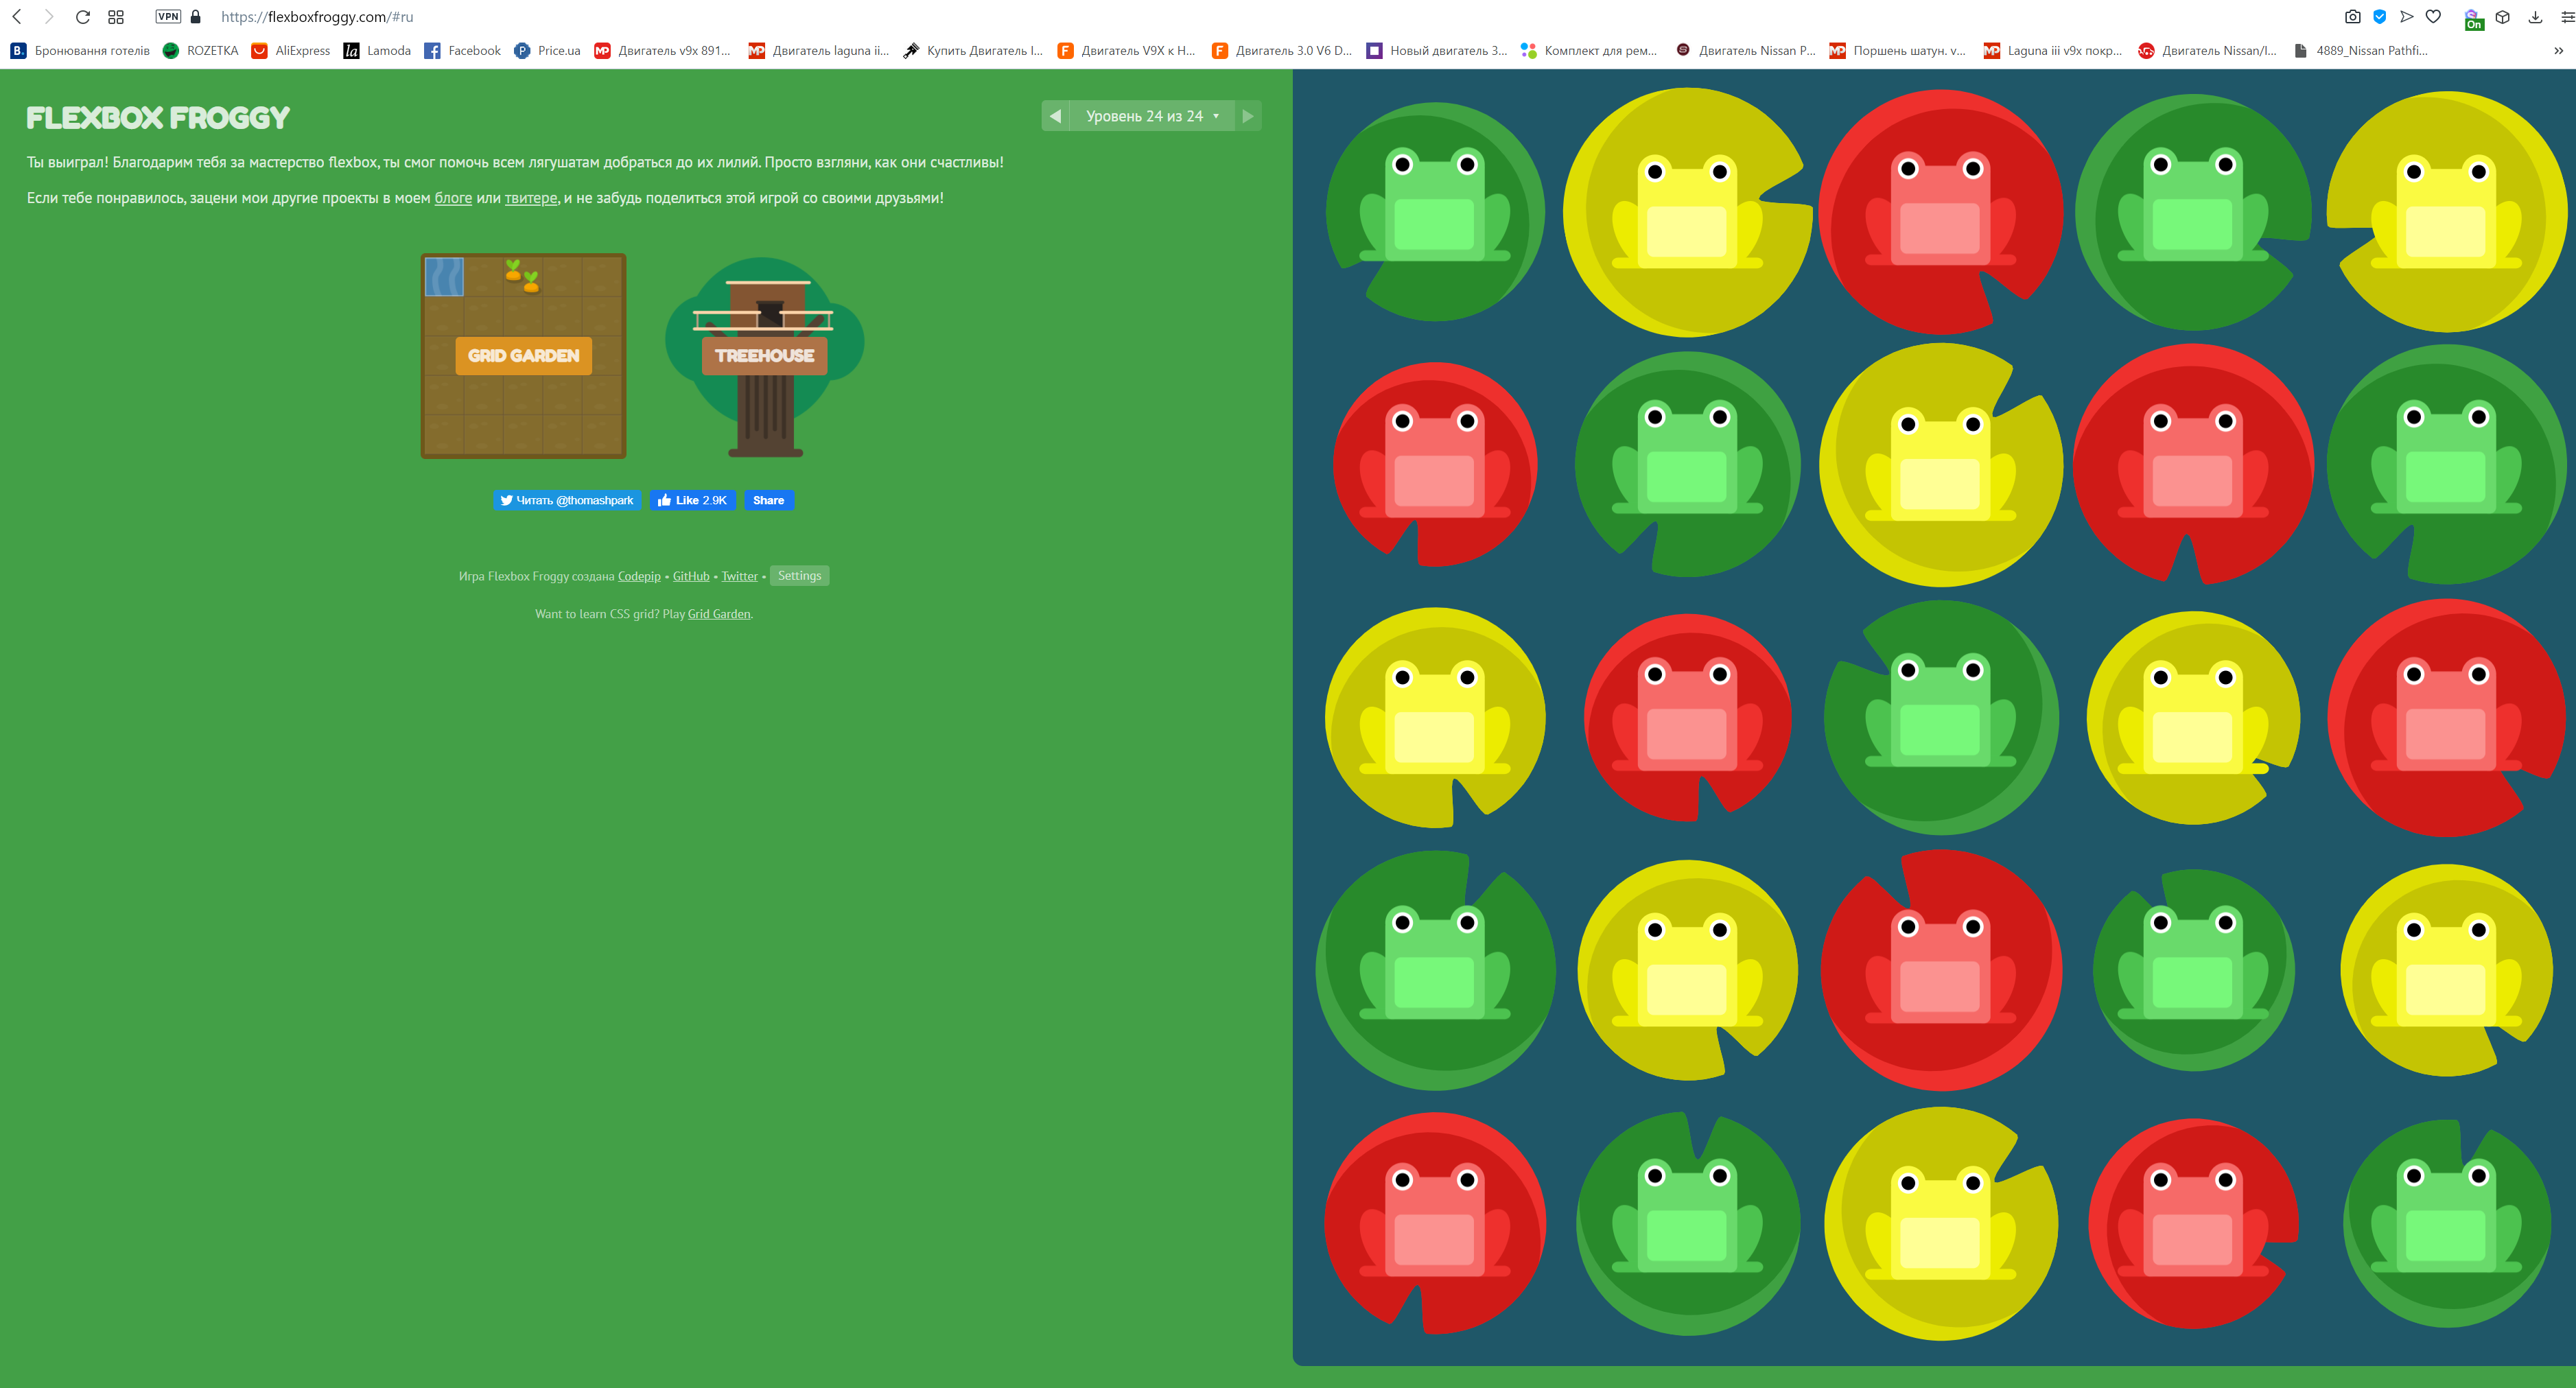 VPN https://flexboxfroggy.com/#ru On
B. Бронювання готелів ROZETKA AliExpress la Lamoda Facebook P Price.ua MP Двигатель v9x 891... MP Двигатель laguna ii... Купить Двигатель I... F Двигатель V9X к Н... F Двигатель 3.0 V6 D... Новый двигатель 3... Комплект для рем... Двигатель Nissan P... MP Поршень шатун. v... MP Laguna iii v9x покр... Двигатель Nissan/I... 4889_Nissan Pathfi... »
FLEXBOX FROGGY
Уровень 24 из 24
Ты выиграл! Благодарим тебя за мастерство flexbox, ты смог помочь всем лягушатам добраться до их лилий. Просто взгляни, как они счастливы!
Если тебе понравилось, зацени мои другие проекты в моем блоге или твитере, и не забудь поделиться этой игрой со своими друзьями!
GRID GARDEN
TREEHOUSE
Читать @thomashpark Like 2.9K Share
Игра Flexbox Froggy создана Codepip • GitHub • Twitter • Settings
Want to learn CSS grid? Play Grid Garden.